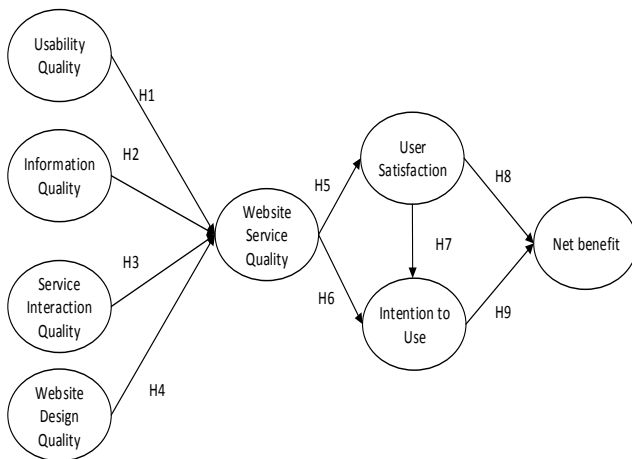 Usability
Quality
H1
Information
Quality
H2
Service
Interaction
Quality
H3
Website
Design
Quality
H4
Website
Service
Quality
H5
H6
User
Satisfaction
H7
Intention to
Use
H8
H9
Net benefit